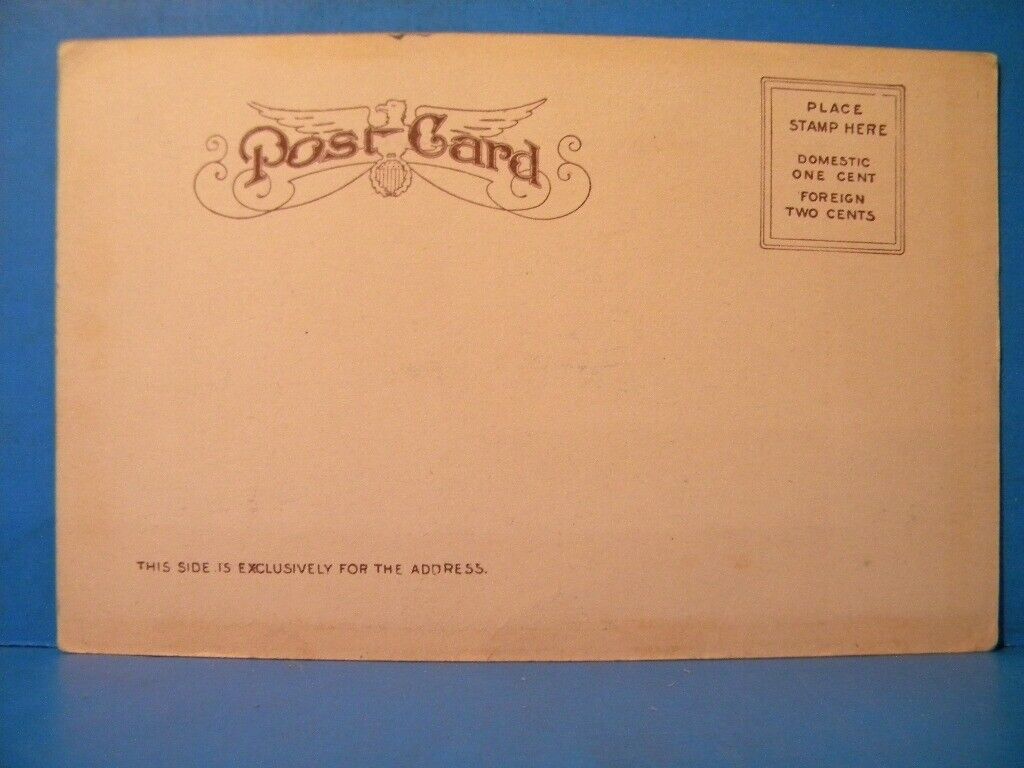 Post Card
PLACE
STAMP HERE
DOMESTIC
ONE CENT
FOREIGN
TWO CENTS
THIS SIDE IS EXCLUSIVELY FOR THE ADDRESS.